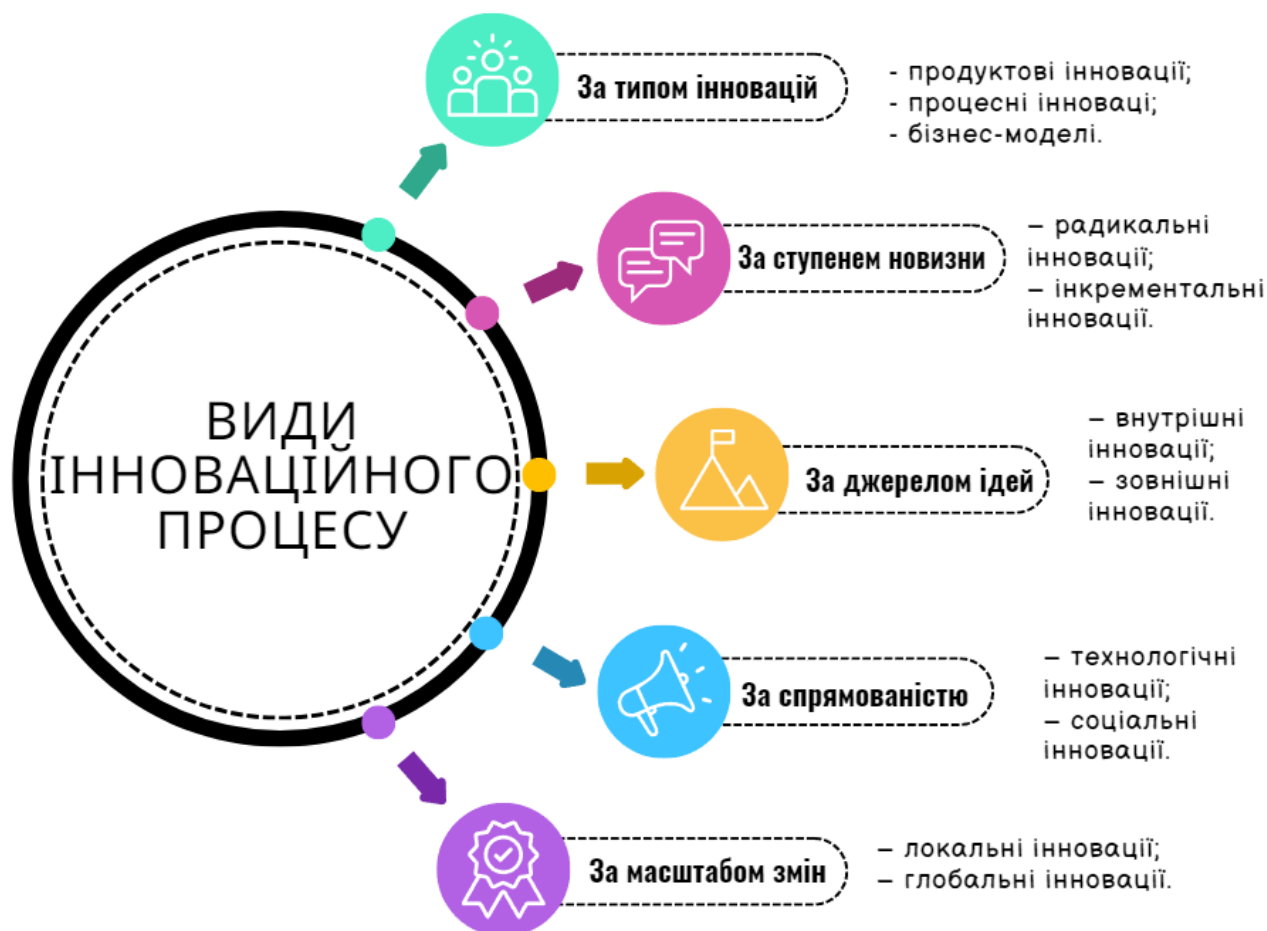 ВИДИ
ІННОВАЦІЙНОГО
ПРОЦЕСУ
За типом інновацій
- продуктові інновації;
- процесні інноваці;
- бізнес-моделі.
За ступенем новизни
– радикальні
інновації;
– інкрементальні
інновації.
За джерелом ідей
– внутрішні
інновації;
– зовнішні
інновації.
За спрямованістю
– технологічні
інновації;
– соціальні
інновації.
За масштабом змін
– локальні інновації;
– глобальні інновації.